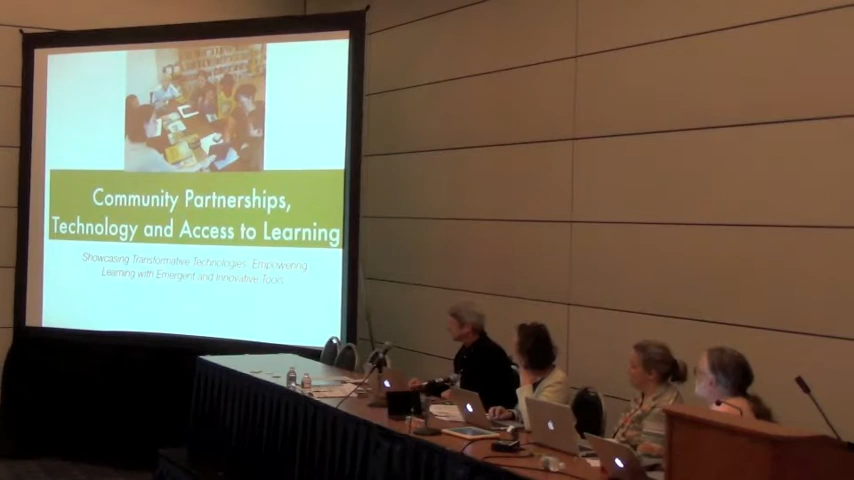 Community Partnerships,
Technology and Access to Learning
Showcasing Transformative Technologies: Empowering
Learning with Emergent and Innovative Tools